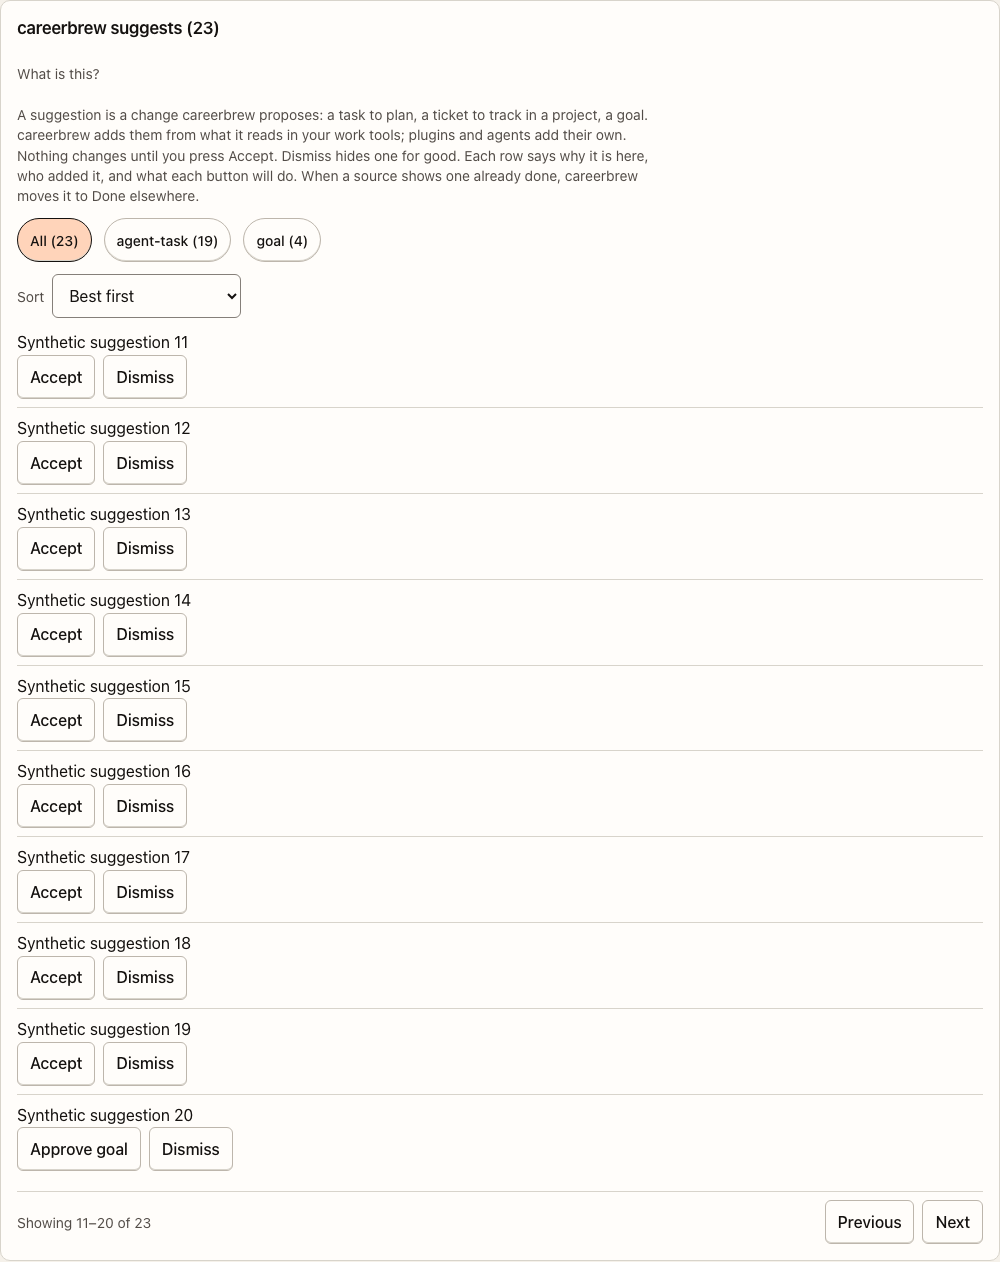 careerbrew suggests (23)
What is this?
A suggestion is a change careerbrew proposes: a task to plan, a ticket to track in a project, a goal.
careerbrew adds them from what it reads in your work tools; plugins and agents add their own.
Nothing changes until you press Accept. Dismiss hides one for good. Each row says why it is here,
who added it, and what each button will do. When a source shows one already done, careerbrew
moves it to Done elsewhere.
All (23) agent-task (19) goal (4)
Sort Best first
Synthetic suggestion 11
Accept Dismiss
Synthetic suggestion 12
Accept Dismiss
Synthetic suggestion 13
Accept Dismiss
Synthetic suggestion 14
Accept Dismiss
Synthetic suggestion 15
Accept Dismiss
Synthetic suggestion 16
Accept Dismiss
Synthetic suggestion 17
Accept Dismiss
Synthetic suggestion 18
Accept Dismiss
Synthetic suggestion 19
Accept Dismiss
Synthetic suggestion 20
Approve goal Dismiss
Showing 11–20 of 23 Previous Next